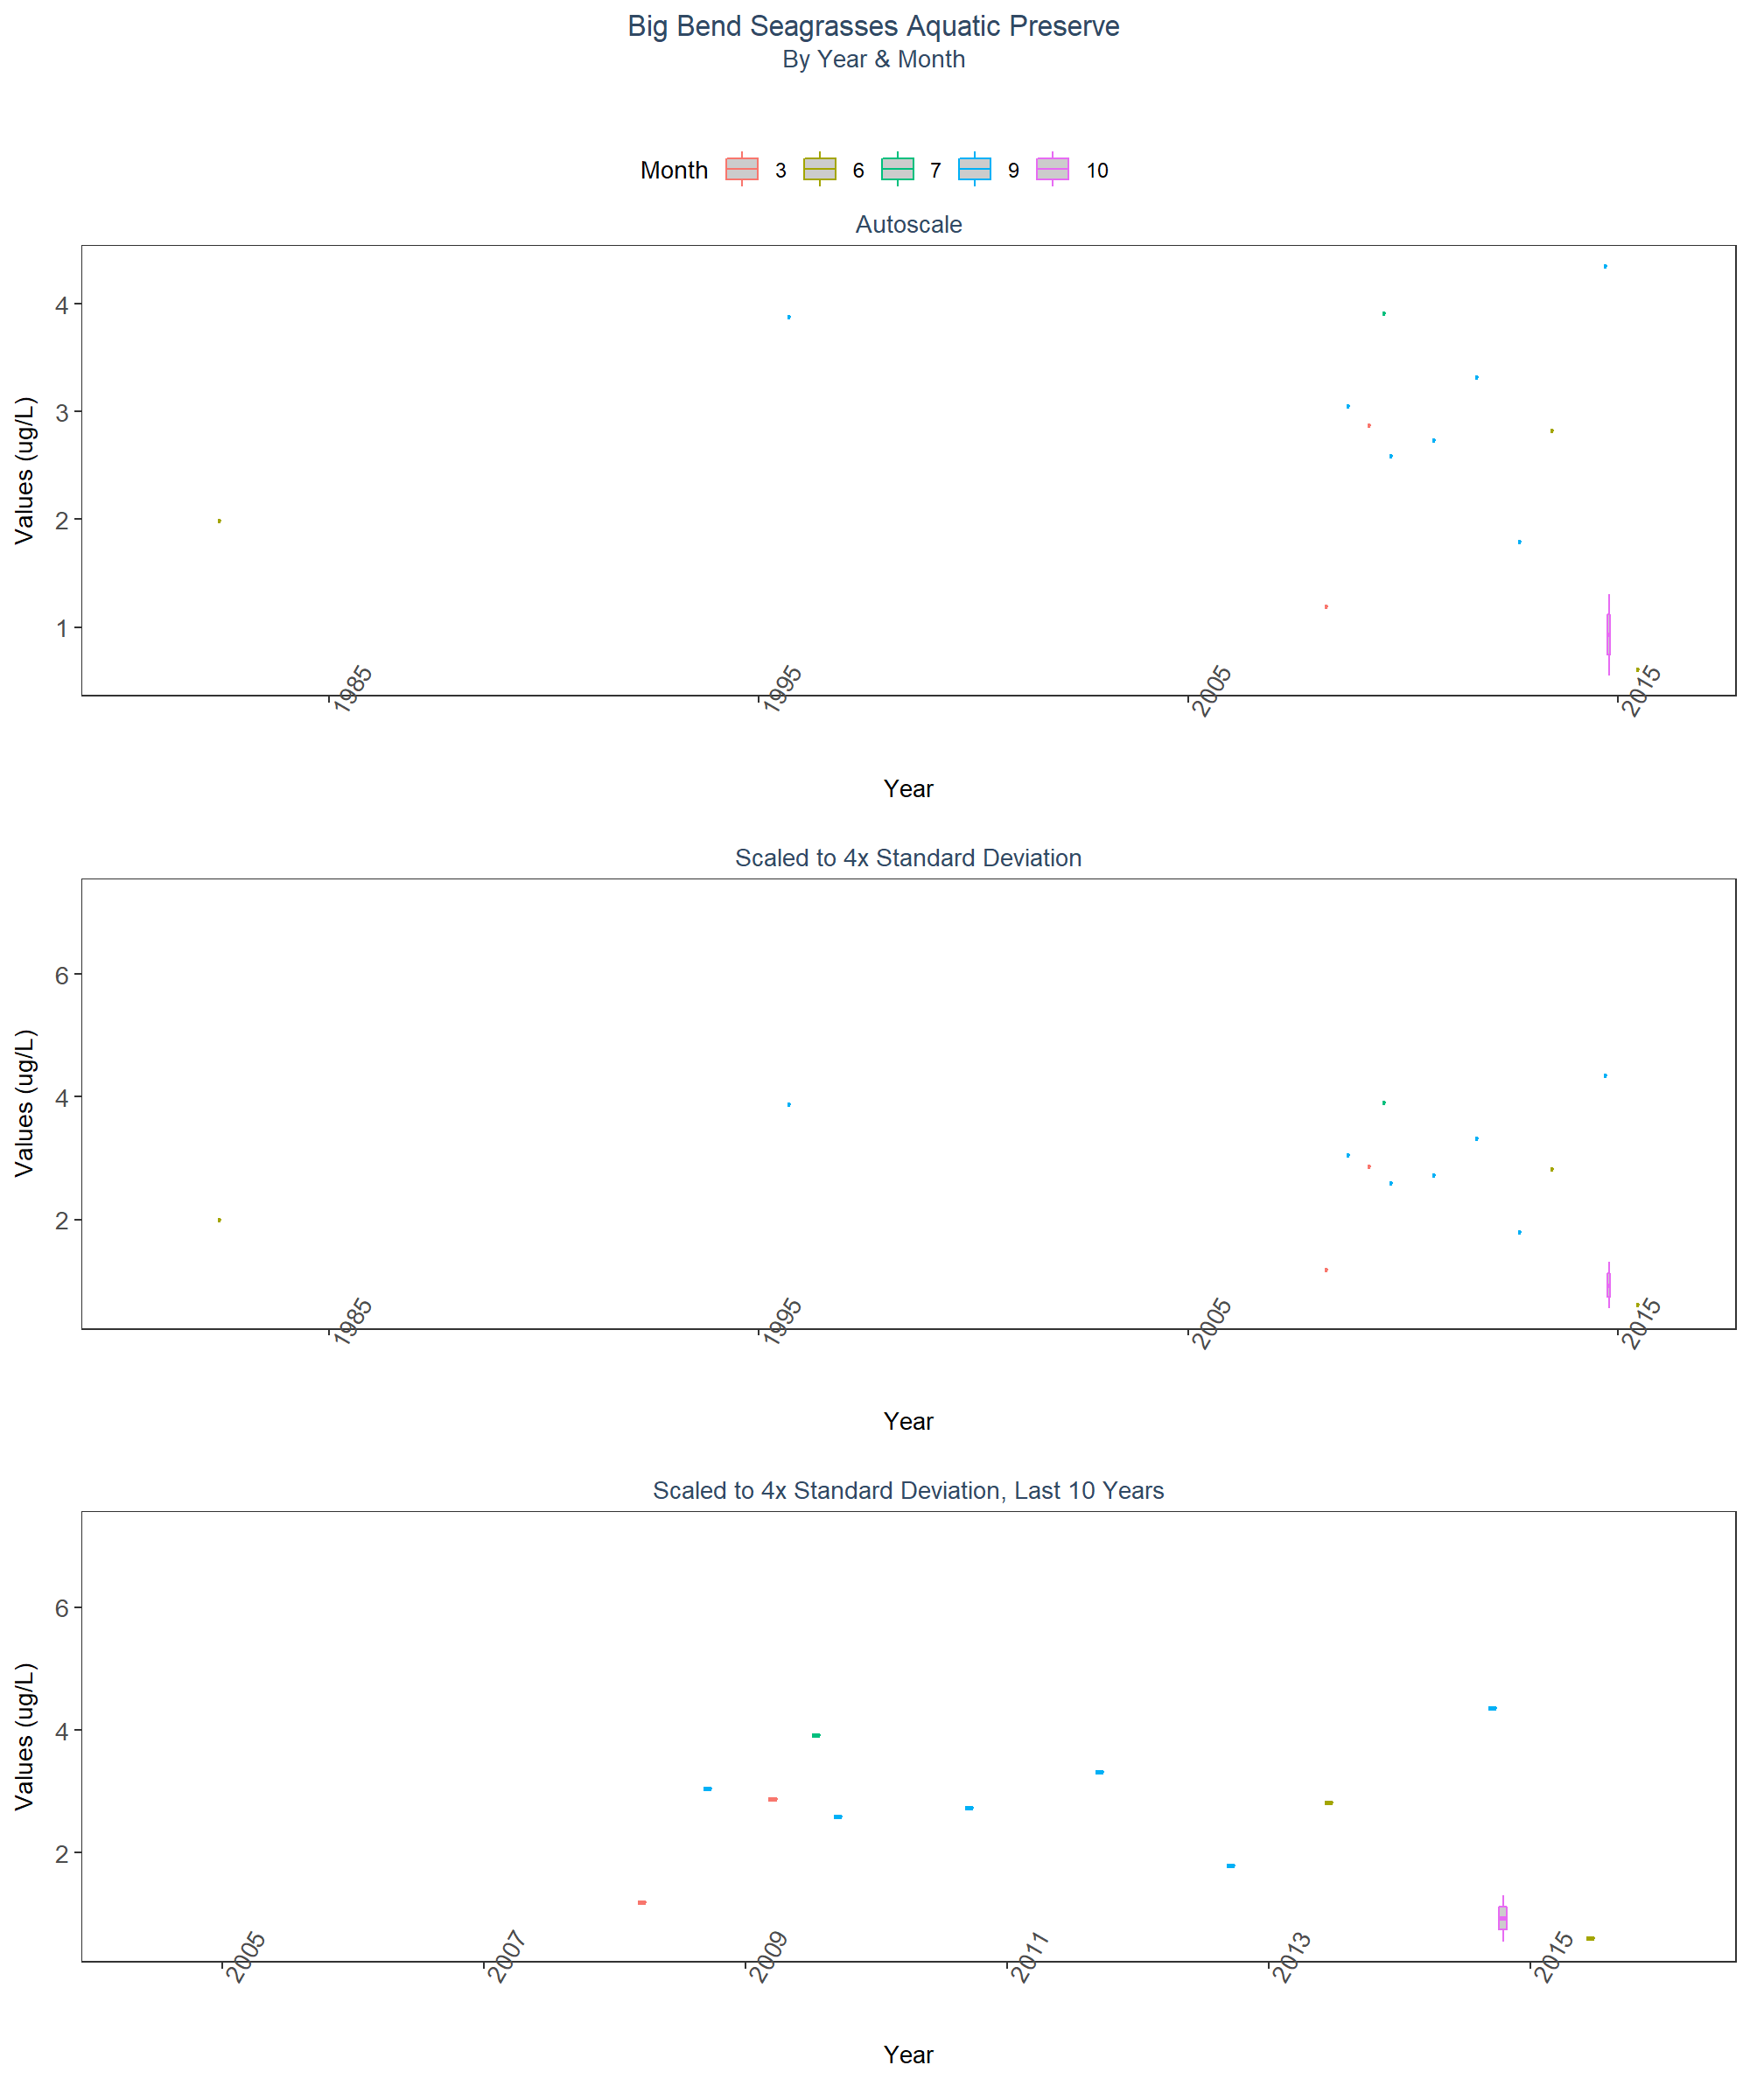 Big Bend Seagrasses Aquatic Preserve
By Year & Month
Month 3 6 7 9 10
Autoscale
Values (ug/L)
4
3
2
1
1985 1995 2005 2015
Year
Scaled to 4x Standard Deviation
Values (ug/L)
6
4
2
1985 1995 2005 2015
Year
Scaled to 4x Standard Deviation, Last 10 Years
Values (ug/L)
6
4
2
2005 2007 2009 2011 2013 2015
Year